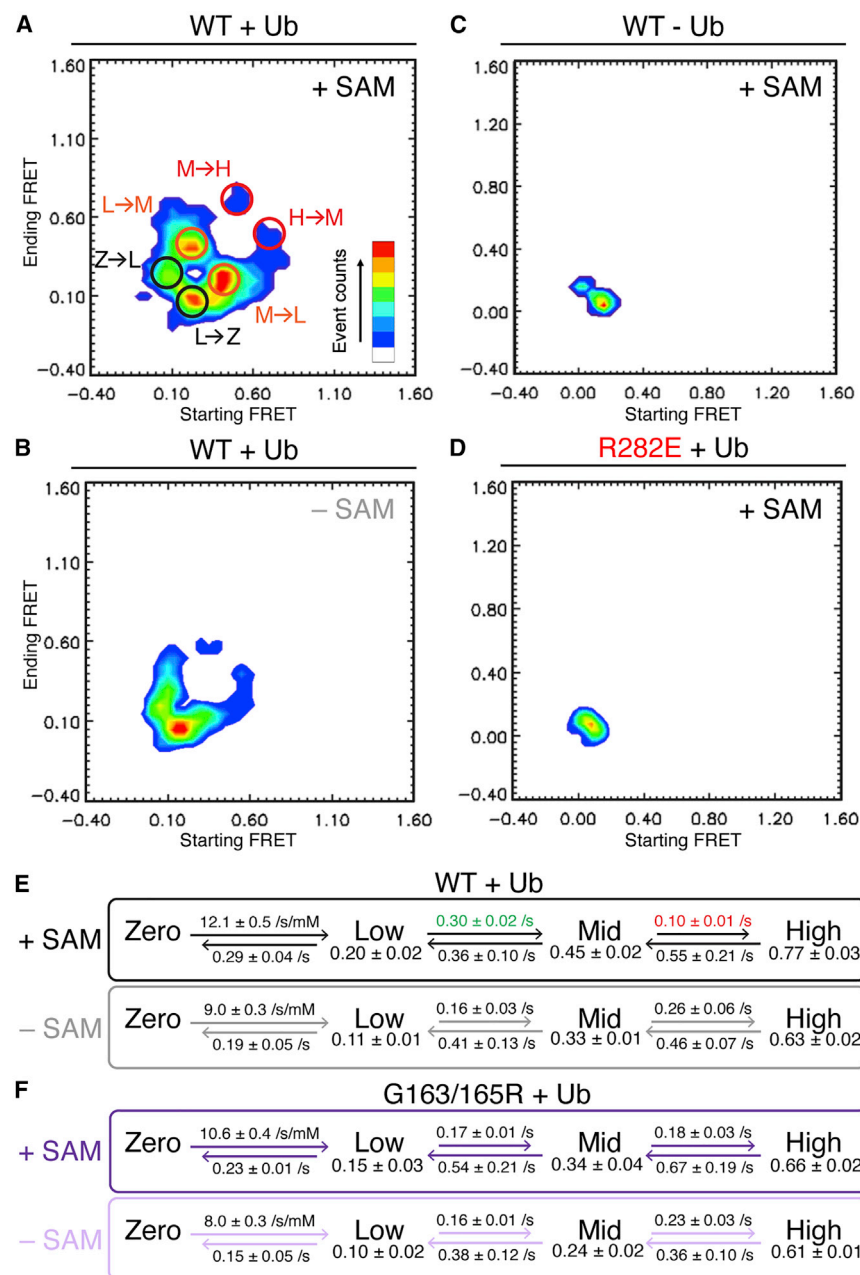 A
WT + Ub
+ SAM
M→H
L→M
H→M
Z→L
M→L
L→Z
Event counts
Ending FRET
1.60
1.10
0.60
0.10
−0.40
−0.40
0.10
0.60
1.10
1.60
Starting FRET
C
WT - Ub
+ SAM
1.60
1.20
0.80
0.40
0.00
−0.40
−0.40
0.00
0.40
0.80
1.20
1.60
Starting FRET
B
WT + Ub
– SAM
Ending FRET
1.60
1.10
0.60
0.10
−0.40
−0.40
0.10
0.60
1.10
1.60
Starting FRET
D
R282E + Ub
+ SAM
1.60
1.20
0.80
0.40
0.00
−0.40
−0.40
0.00
0.40
0.80
1.20
1.60
Starting FRET
E
WT + Ub
+ SAM
Zero
12.1 ± 0.5 /s/mM
0.29 ± 0.04 /s
Low
0.20 ± 0.02
0.30 ± 0.02 /s
0.36 ± 0.10 /s
Mid
0.45 ± 0.02
0.10 ± 0.01 /s
0.55 ± 0.21 /s
High
0.77 ± 0.03
– SAM
Zero
9.0 ± 0.3 /s/mM
0.19 ± 0.05 /s
Low
0.11 ± 0.01
0.16 ± 0.03 /s
0.41 ± 0.13 /s
Mid
0.33 ± 0.01
0.26 ± 0.06 /s
0.46 ± 0.07 /s
High
0.63 ± 0.02
F
G163/165R + Ub
+ SAM
Zero
10.6 ± 0.4 /s/mM
0.23 ± 0.01 /s
Low
0.15 ± 0.03
0.17 ± 0.01 /s
0.54 ± 0.21 /s
Mid
0.34 ± 0.04
0.18 ± 0.03 /s
0.67 ± 0.19 /s
High
0.66 ± 0.02
– SAM
Zero
8.0 ± 0.3 /s/mM
0.15 ± 0.05 /s
Low
0.10 ± 0.02
0.16 ± 0.01 /s
0.38 ± 0.12 /s
Mid
0.24 ± 0.02
0.23 ± 0.03 /s
0.36 ± 0.10 /s
High
0.61 ± 0.01